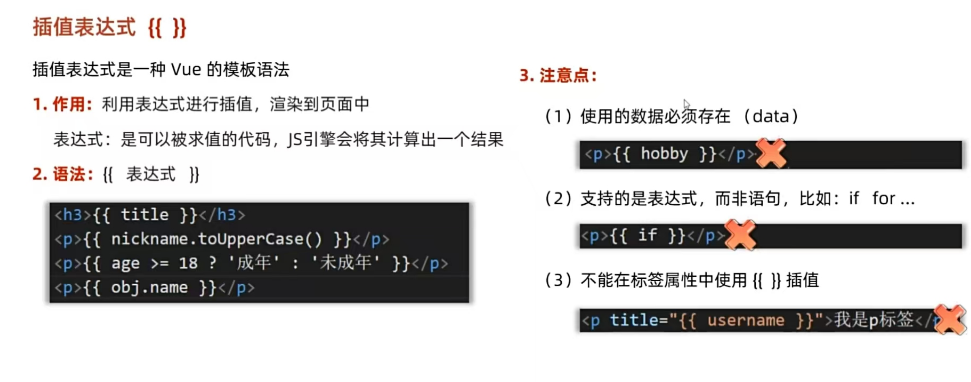 插值表达式 {{ }}
插值表达式是一种 Vue 的模板语法
1. 作用：利用表达式进行插值，渲染到页面中
表达式：是可以被求值的代码，JS引擎会将其计算出一个结果
2. 语法：{{ 表达式 }}
<h3>{{ title }}</h3>
<p>{{ nickname.toUpperCase() }}</p>
<p>{{ age >= 18 ? '成年' : '未成年' }}</p>
<p>{{ obj.name }}</p>
3. 注意点：
（1）使用的数据必须存在 （data）
<p>{{ hobby }}</p>
（2）支持的是表达式，而非语句，比如：if for ...
<p>{{ if }}</p>
（3）不能在标签属性中使用 {{ }} 插值
<p title="{{ username }}">我是p标签</